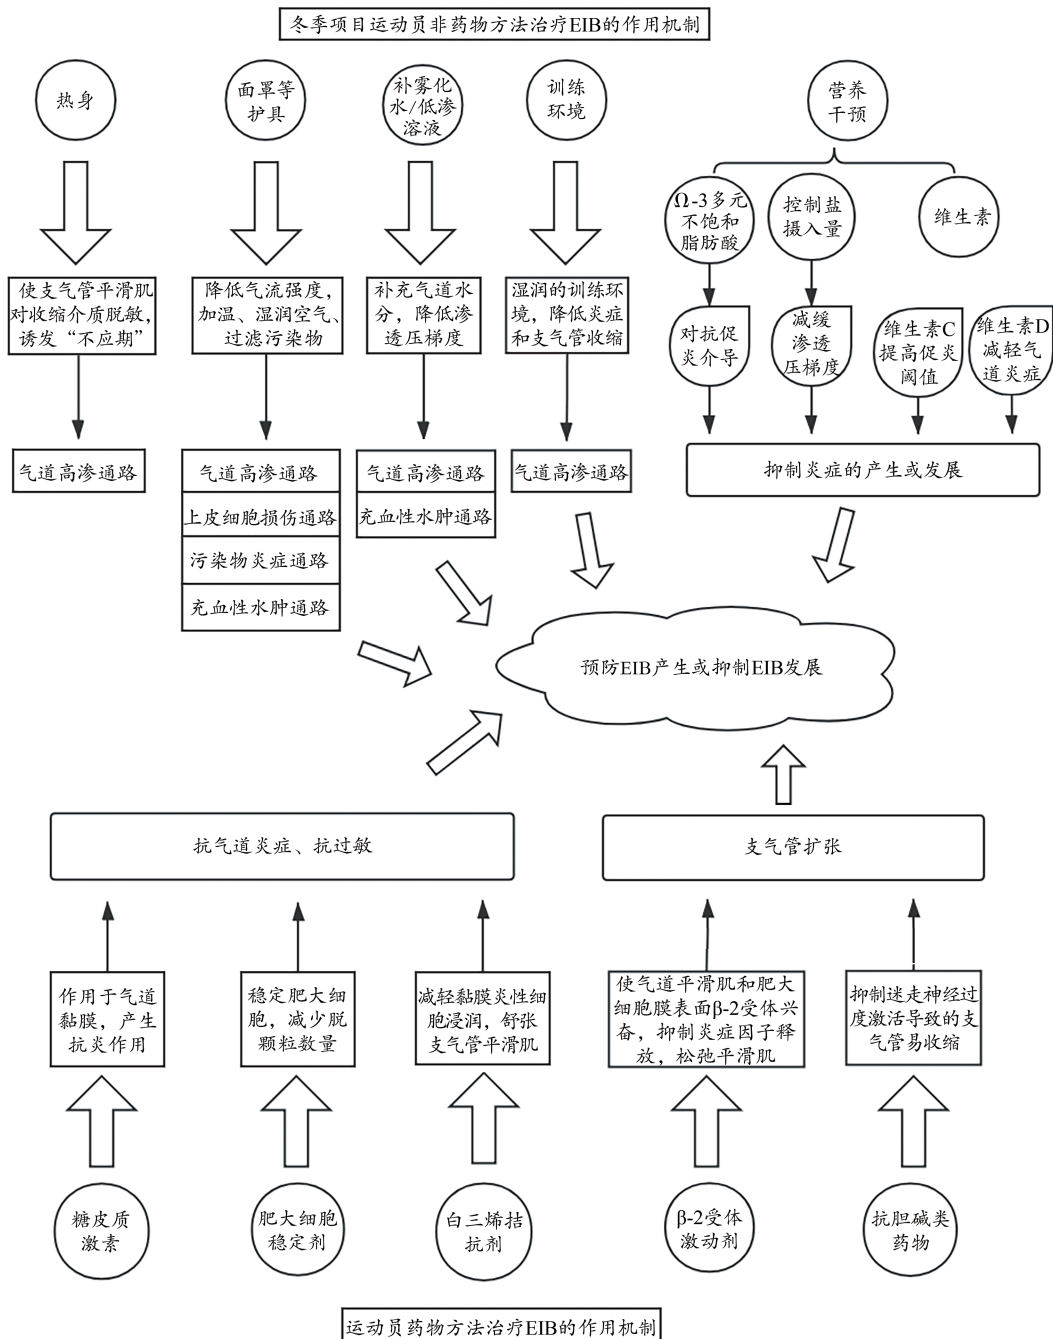 冬季项目运动员非药物方法治疗EIB的作用机制
热身
面罩等
护具
补雾化
水/低渗
溶液
训练
环境
营养
干预
Ω-3多元
不饱和
脂肪酸
控制盐
摄入量
维生素
使支气管平滑肌
对收缩介质脱敏,
诱发“不应期”
降低气流强度,
加温、湿润空气、
过滤污染物
补充气道水
分，降低渗
透压梯度
湿润的训练环
境，降低炎症
和支气管收缩
对抗促
炎介导
减缓
渗透
压梯度
维生素C
提高促炎
阈值
维生素D
减轻气
道炎症
气道高渗通路
气道高渗通路
上皮细胞损伤通路
污染物炎症通路
充血性水肿通路
气道高渗通路
充血性水肿通路
气道高渗通路
抑制炎症的产生或发展
预防EIB产生或抑制EIB发展
抗气道炎症、抗过敏
支气管扩张
作用于气道
黏膜，产生
抗炎作用
稳定肥大细
胞，减少脱
颗粒数量
减轻黏膜炎性细
胞浸润，舒张
支气管平滑肌
使气道平滑肌和肥大
细胞膜表面β-2受体兴
奋，抑制炎症因子释
放，松弛平滑肌
抑制迷走神经过
度激活导致的支
气管易收缩
糖皮质
激素
肥大细胞
稳定剂
白三烯拮
抗剂
β-2受体
激动剂
抗胆碱类
药物
运动员药物方法治疗EIB的作用机制